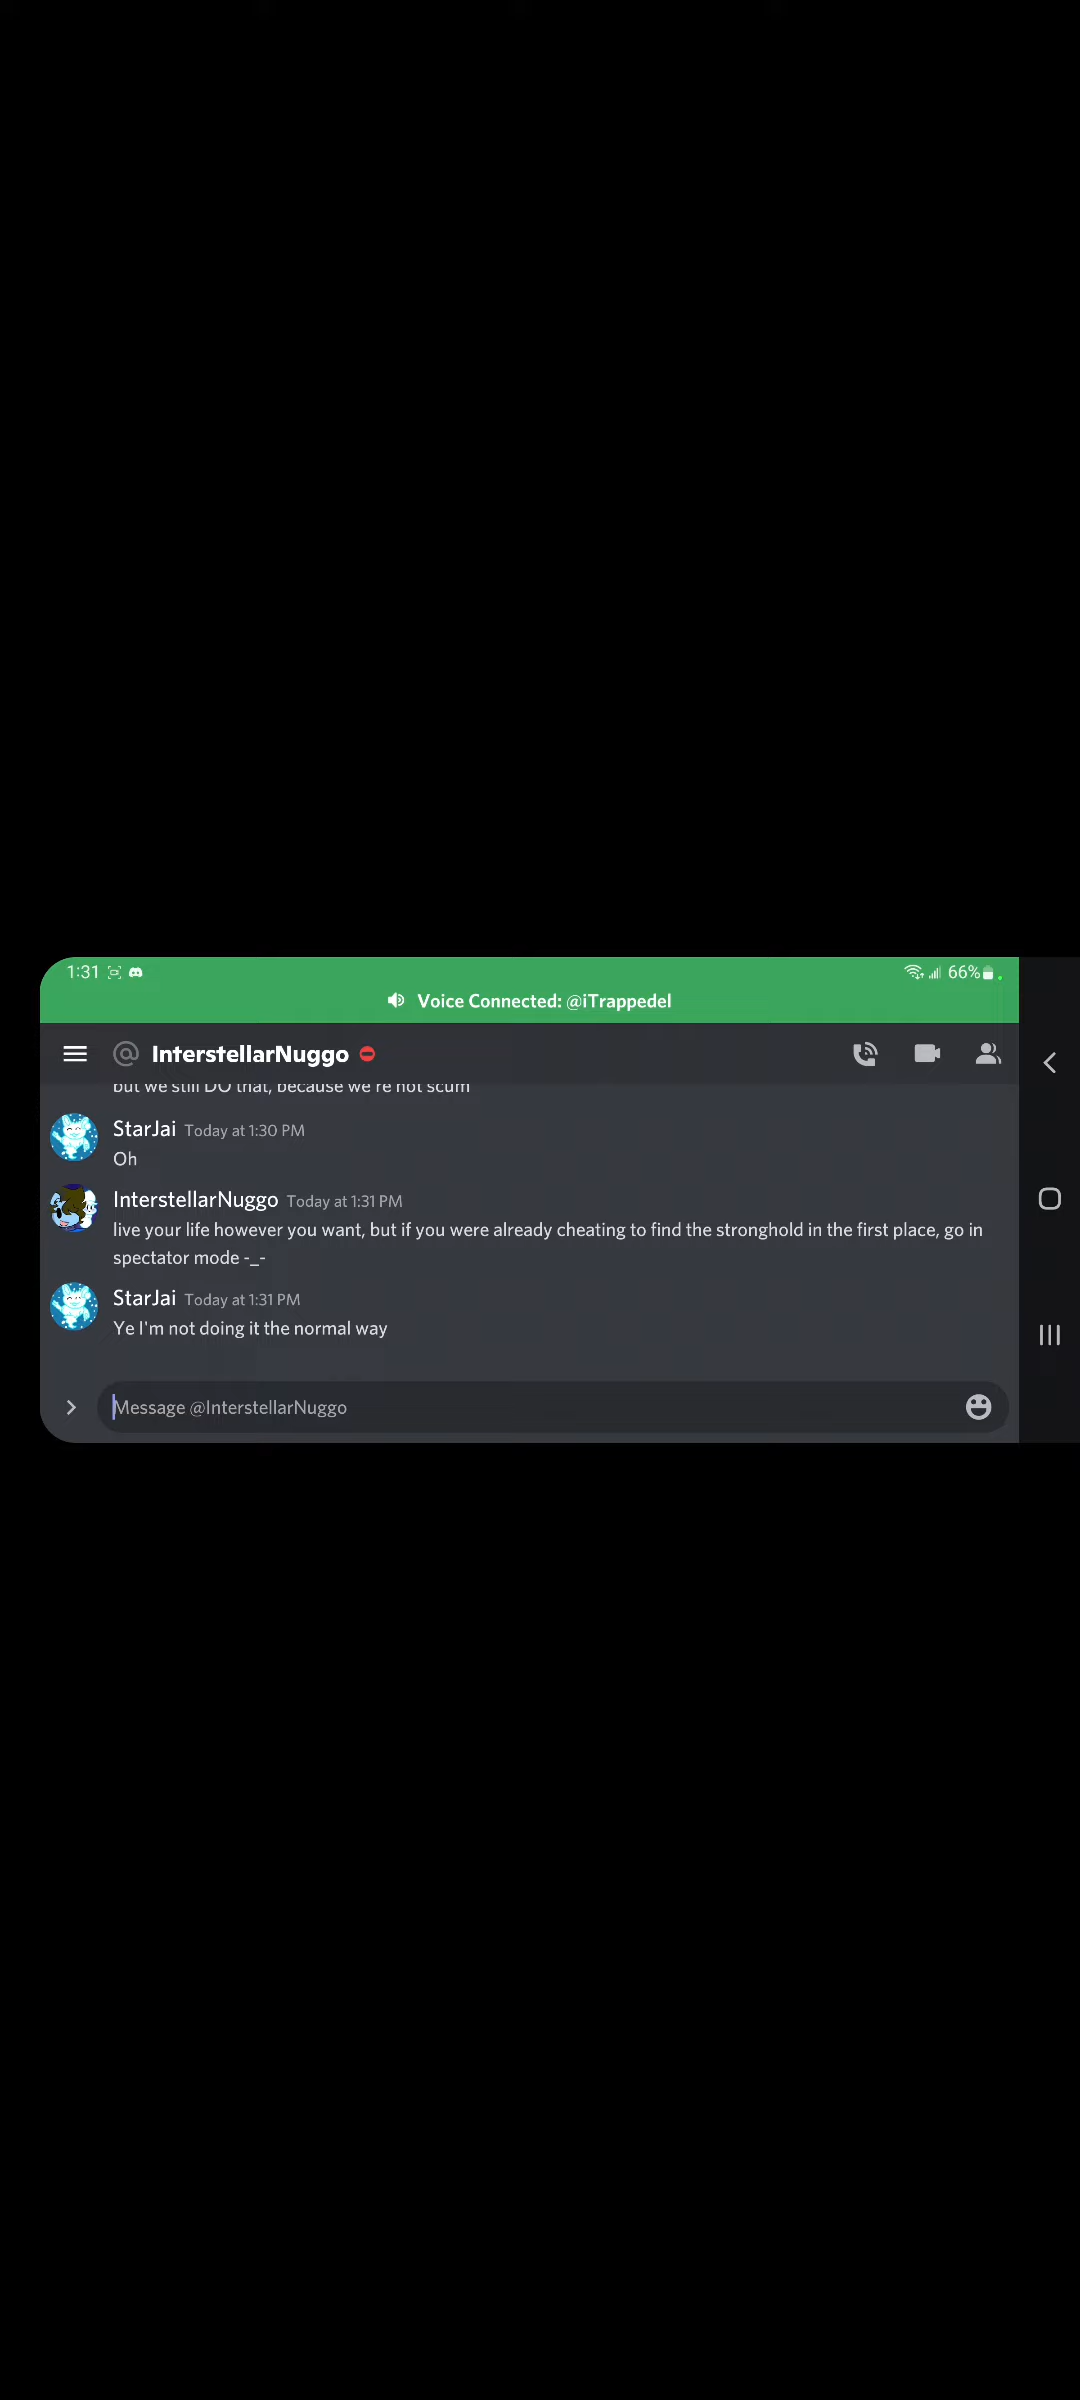 1:31
66%
Voice Connected: @iTrappedel
@ InterstellarNuggo
but we still DO that, because we're not scum
StarJai Today at 1:30 PM
Oh
InterstellarNuggo Today at 1:31 PM
live your life however you want, but if you were already cheating to find the stronghold in the first place, go in
spectator mode -_-
StarJai Today at 1:31 PM
Ye I'm not doing it the normal way
Message @InterstellarNuggo